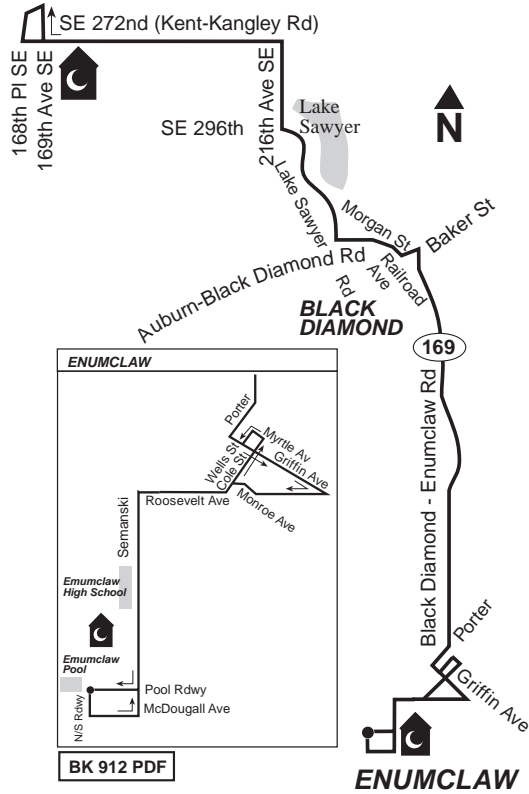 SE 272nd (Kent-Kangley Rd)
168th Pl SE
169th Ave SE
216th Ave SE
SE 296th
Lake
Sawyer
N
Lake Sawyer
Rd
Morgan St
Railroad
Ave
Baker St
Auburn-Black Diamond Rd
BLACK
DIAMOND
169
Black Diamond - Enumclaw Rd
ENUMCLAW
Porter
Myrtle Av
Griffin Ave
Wells St
Cole St
Monroe Ave
Roosevelt Ave
Semanski
Emumclaw
High School
Emumclaw
Pool
N/S Rdwy
Pool Rdwy
McDougall Ave
Porter
Griffin Ave
BK 912 PDF
ENUMCLAW